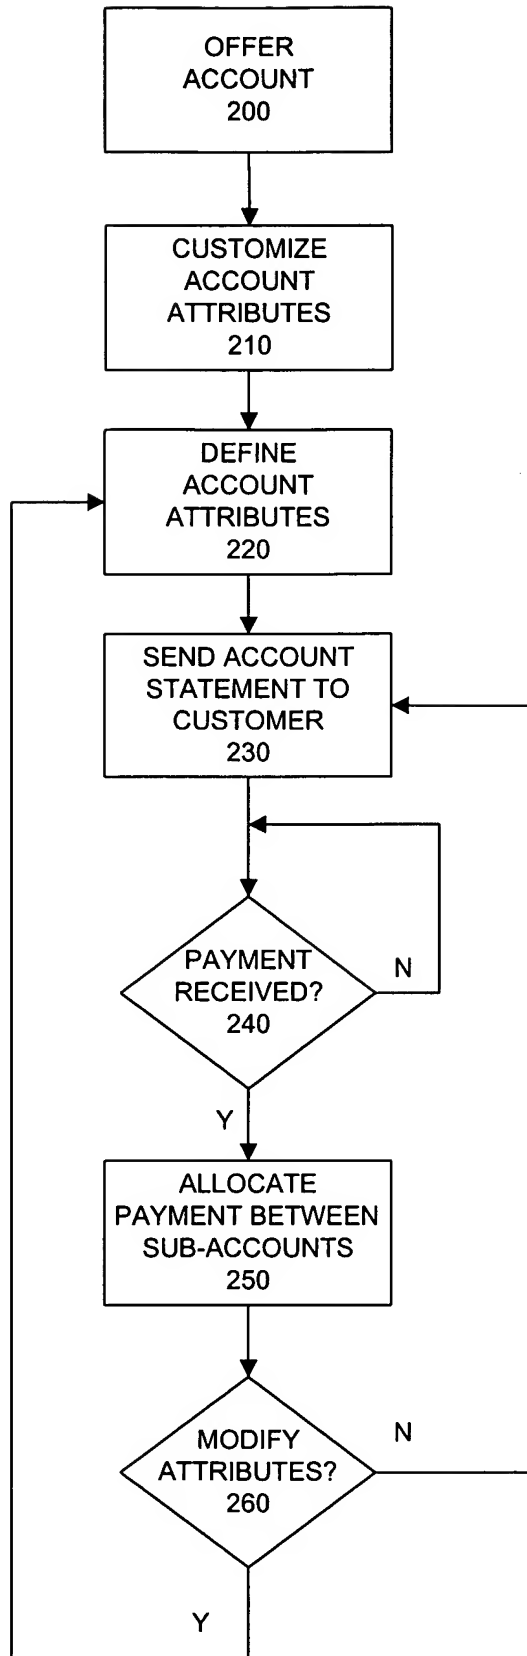 OFFER
ACCOUNT
200
CUSTOMIZE
ACCOUNT
ATTRIBUTES
210
DEFINE
ACCOUNT
ATTRIBUTES
220
SEND ACCOUNT
STATEMENT TO
CUSTOMER
230
PAYMENT
RECEIVED?
240
N
Y
ALLOCATE
PAYMENT BETWEEN
SUB-ACCOUNTS
250
MODIFY
ATTRIBUTES?
260
N
Y